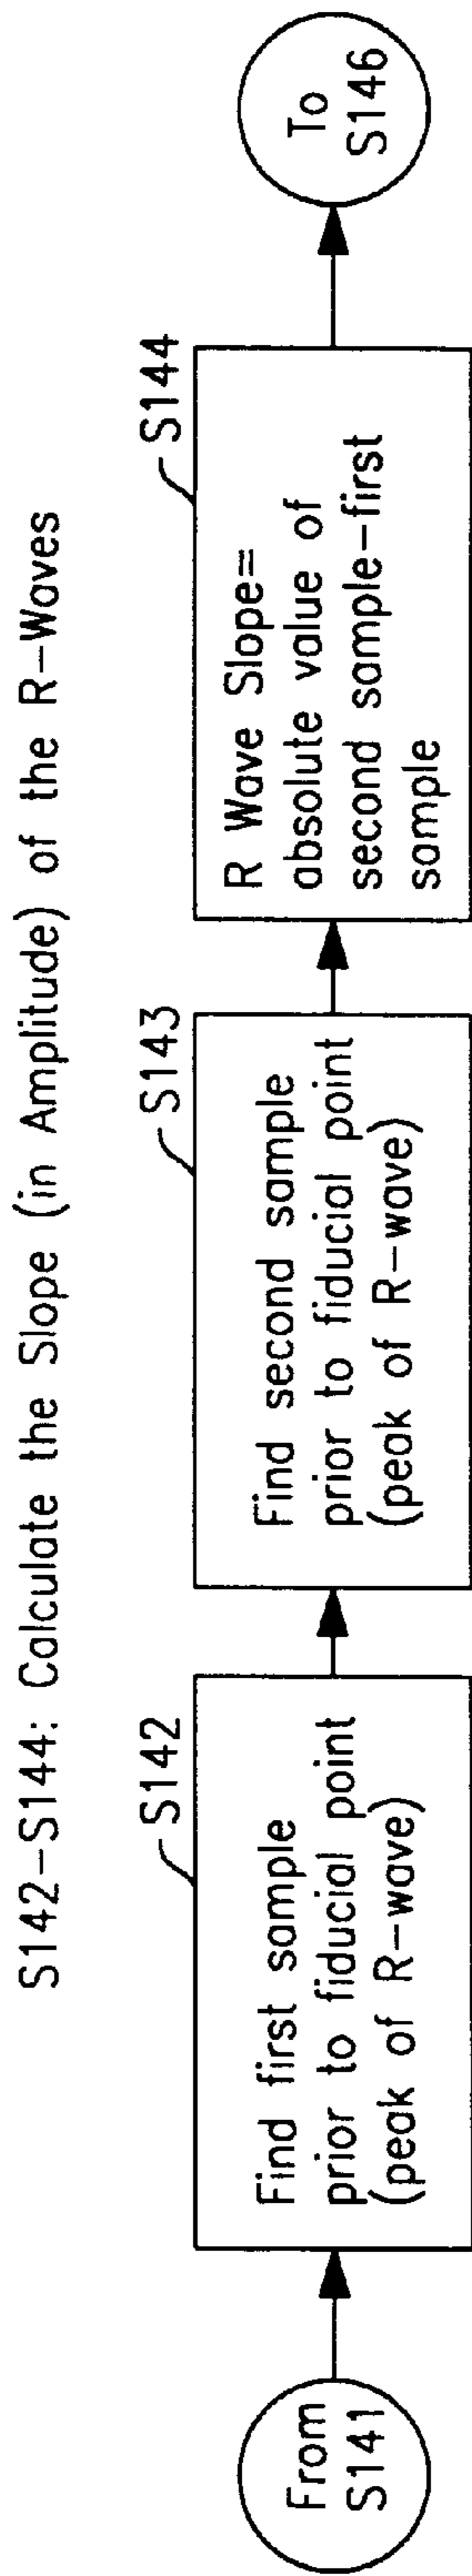 S142-S144: Calculate the Slope (in Amplitude) of the R-Waves
From
S141
S142
Find first sample
prior to fiducial point
(peak of R-wave)
S143
Find second sample
prior to fiducial point
(peak of R-wave)
S144
R Wave Slope=
absolute value of
second sample-first
sample
To
S146